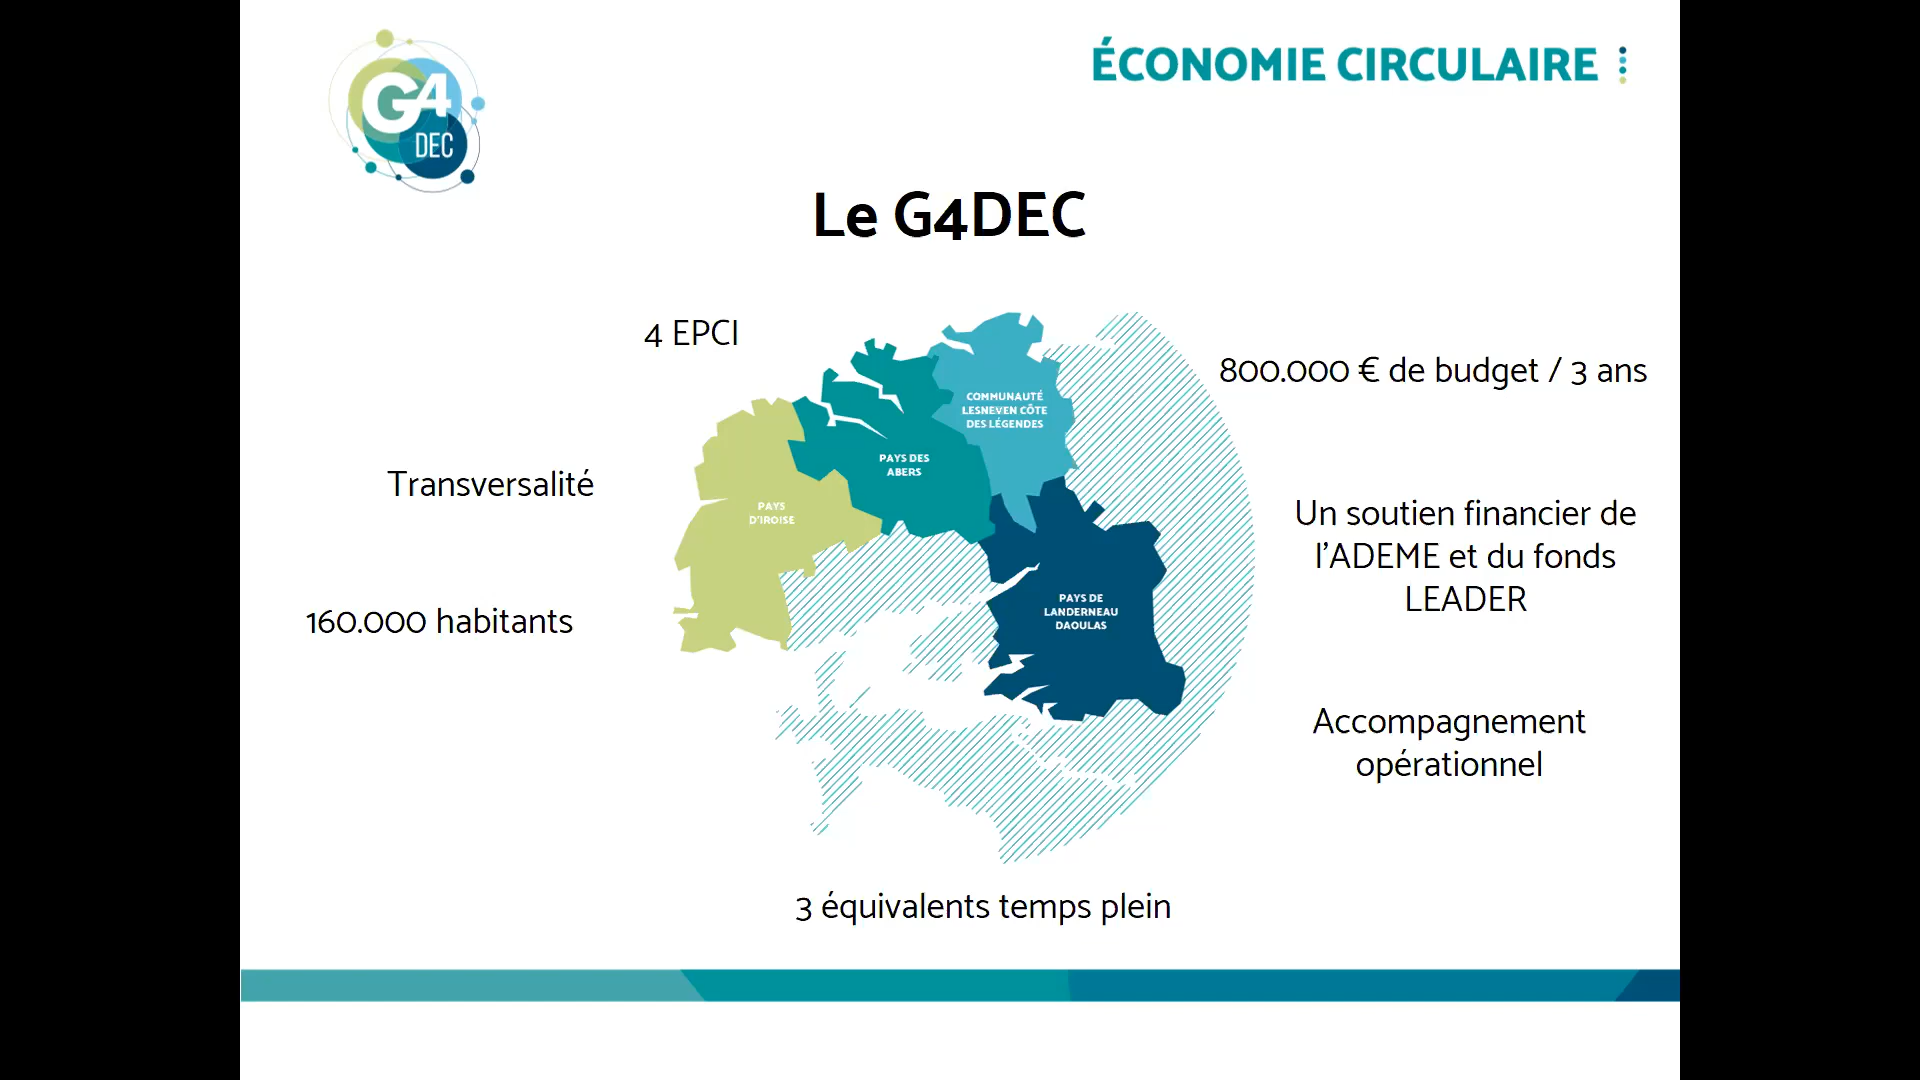 G4
DEC
ÉCONOMIE CIRCULAIRE
Le G4DEC
4 EPCI
800.000 € de budget / 3 ans
COMMUNAUTÉ
LESNEVEN CÔTE
DES LÉGENDES
PAYS DES
ABERS
Transversalité
PAYS
D'IROISE
Un soutien financier de
l'ADEME et du fonds
LEADER
160.000 habitants
PAYS DE
LANDERNEAU
DAOULAS
Accompagnement
opérationnel
3 équivalents temps plein